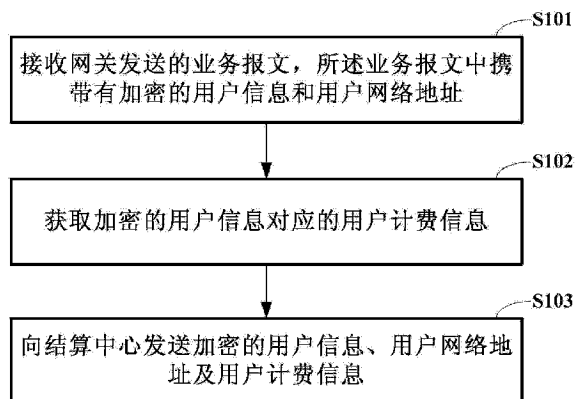 S101
接收网关发送的业务报文，所述业务报文中携
带有加密的用户信息和用户网络地址
S102
获取加密的用户信息对应的用户计费信息
S103
向结算中心发送加密的用户信息、用户网络地
址及用户计费信息